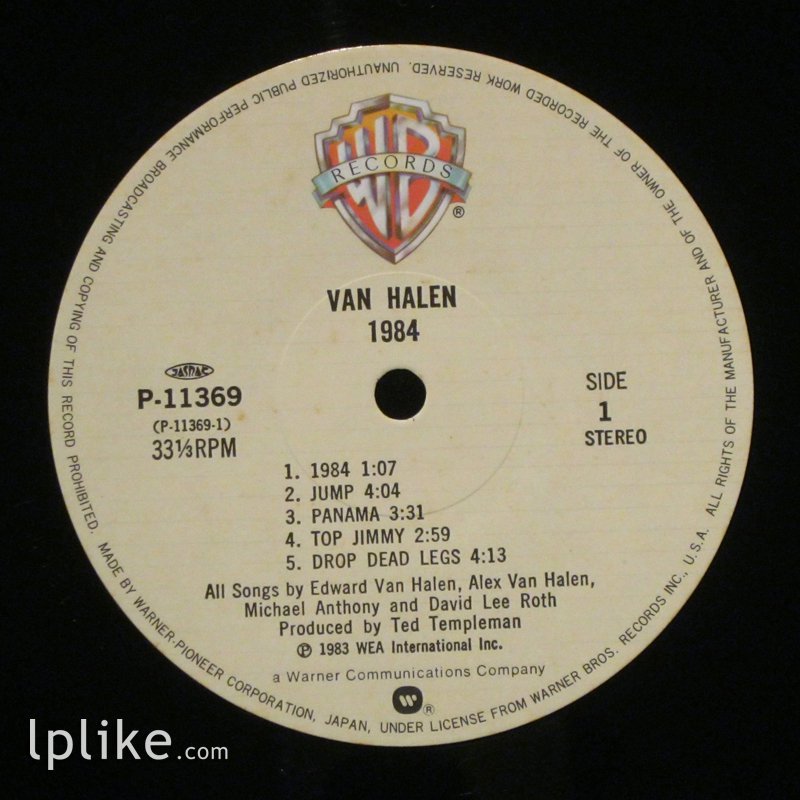 BROADCASTING AND COPYING OF THIS RECORD PROHIBITED. MADE BY WARNER-PIONEER CORPORATION, JAPAN, UNDER LICENSE FROM WARNER BROS. RECORDS INC., U.S.A. ALL RIGHTS OF THE MANUFACTURER AND OF THE OWNER OF THE RECORDED WORK RESERVED. UNAUTHORIZED PUBLIC PERFORMANCE
WB
RECORDS
®
VAN HALEN
1984
JASRAC
P-11369
(P-11369-1)
33⅓RPM
SIDE
1
STEREO
1. 1984 1:07
2. JUMP 4:04
3. PANAMA 3:31
4. TOP JIMMY 2:59
5. DROP DEAD LEGS 4:13
All Songs by Edward Van Halen, Alex Van Halen,
Michael Anthony and David Lee Roth
Produced by Ted Templeman
℗ 1983 WEA International Inc.
a Warner Communications Company
W®
lplike.com